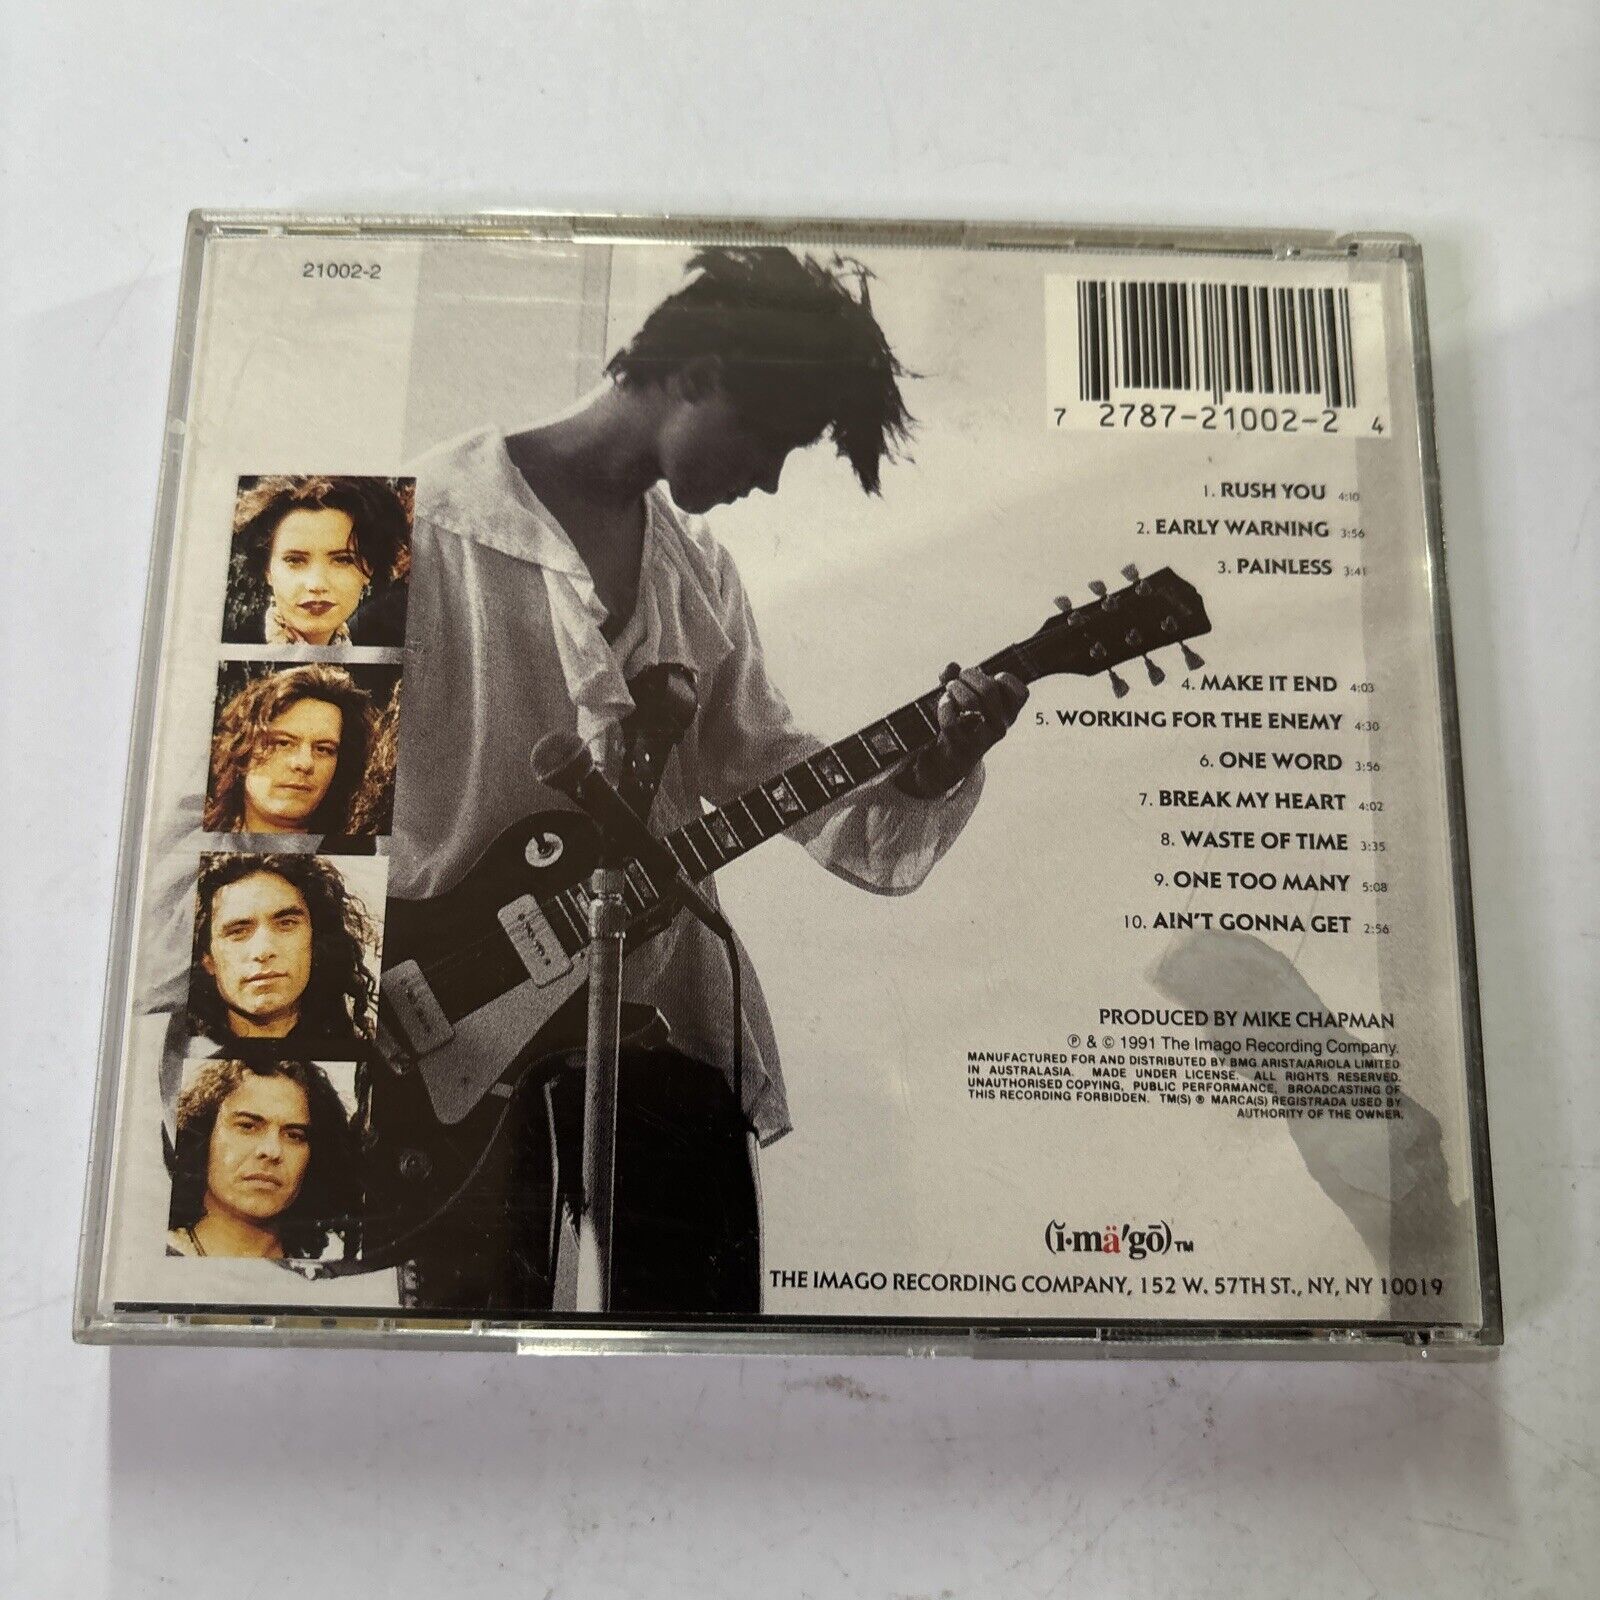 21002-2
7 2787-21002-2 4
1. RUSH YOU 4:10
2. EARLY WARNING 3:56
3. PAINLESS 3:41
4. MAKE IT END 4:03
5. WORKING FOR THE ENEMY 4:30
6. ONE WORD 3:56
7. BREAK MY HEART 4:02
8. WASTE OF TIME 3:35
9. ONE TOO MANY 5:08
10. AIN'T GONNA GET 2:56
PRODUCED BY MIKE CHAPMAN
℗ & © 1991 The Imago Recording Company.
MANUFACTURED FOR AND DISTRIBUTED BY BMG ARISTA/ARIOLA LIMITED
IN AUSTRALASIA. MADE UNDER LICENSE. ALL RIGHTS RESERVED.
UNAUTHORISED COPYING, PUBLIC PERFORMANCE, BROADCASTING OF
THIS RECORDING FORBIDDEN. TM(S) ® MARCA(S) REGISTRADA USED BY
AUTHORITY OF THE OWNER.
(ĭ·mä′gō)™
THE IMAGO RECORDING COMPANY, 152 W. 57TH ST., NY, NY 10019